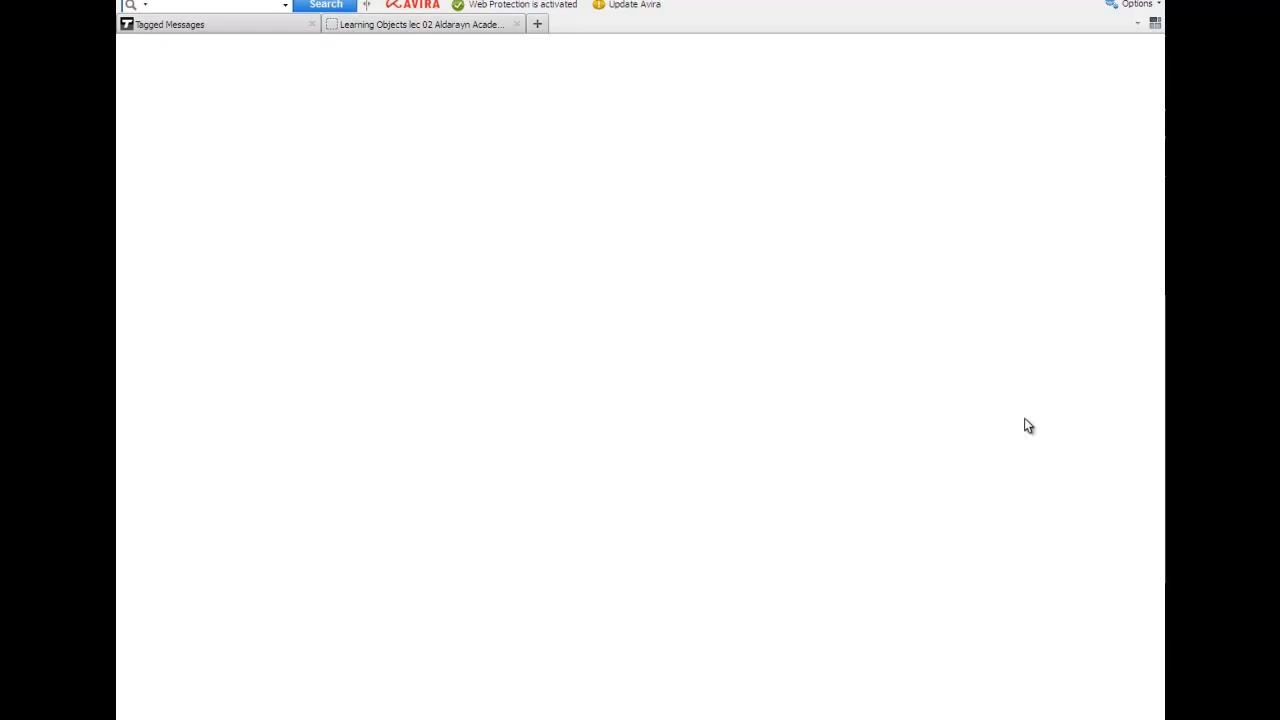 Search AVIRA Web Protection is activated Update Avira Options
Tagged Messages Learning Objects lec 02 Aldarayn Acade...